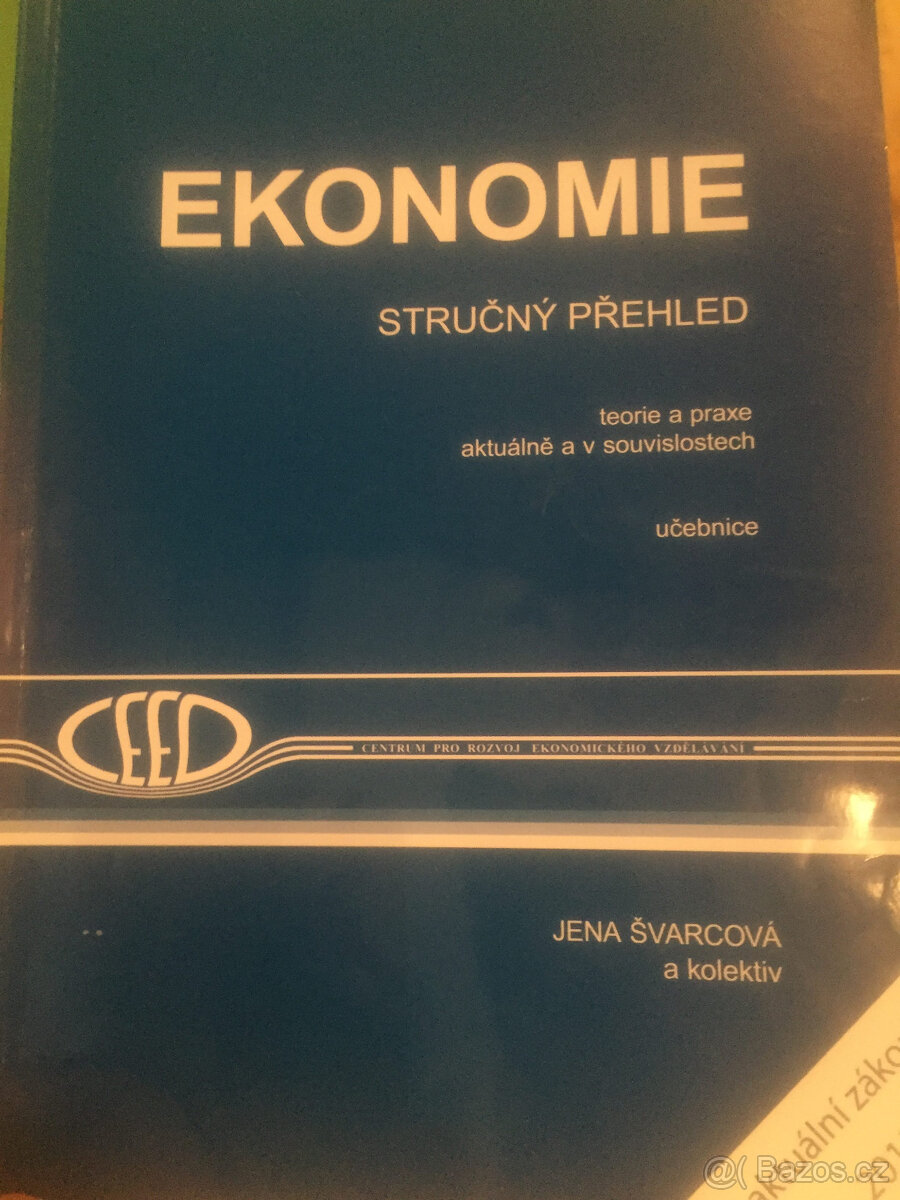 EKONOMIE
STRUČNÝ PŘEHLED
teorie a praxe
aktuálně a v souvislostech
učebnice
CEED
CENTRUM PRO ROZVOJ EKONOMICKÉHO VZDĚLÁVÁNÍ
JENA ŠVARCOVÁ
a kolektiv
@( Bazos.cz